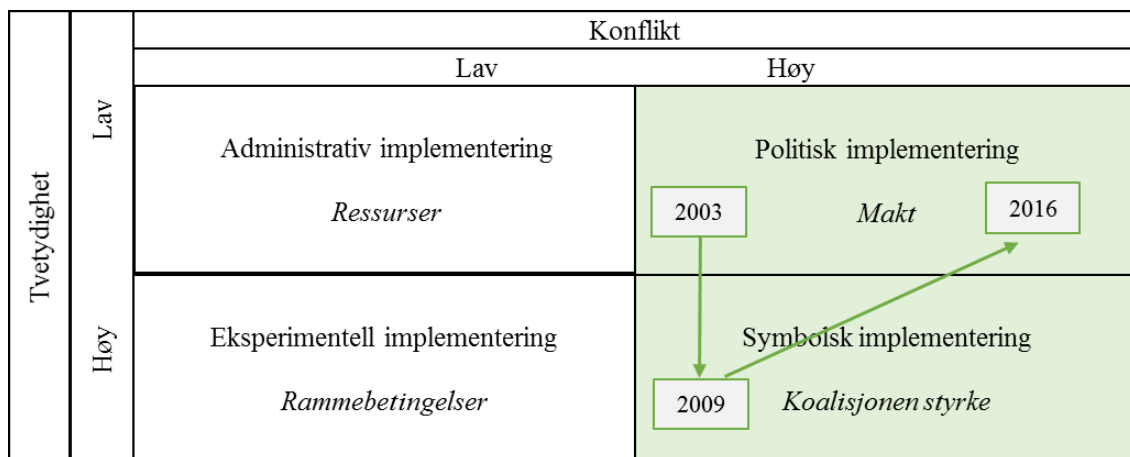 Konflikt
Lav Høy
Tvetydighet
Lav
Administrativ implementering
Ressurser
Politisk implementering
2003
Makt
2016
Høy
Eksperimentell implementering
Rammebetingelser
Symbolsk implementering
2009
Koalisjonen styrke